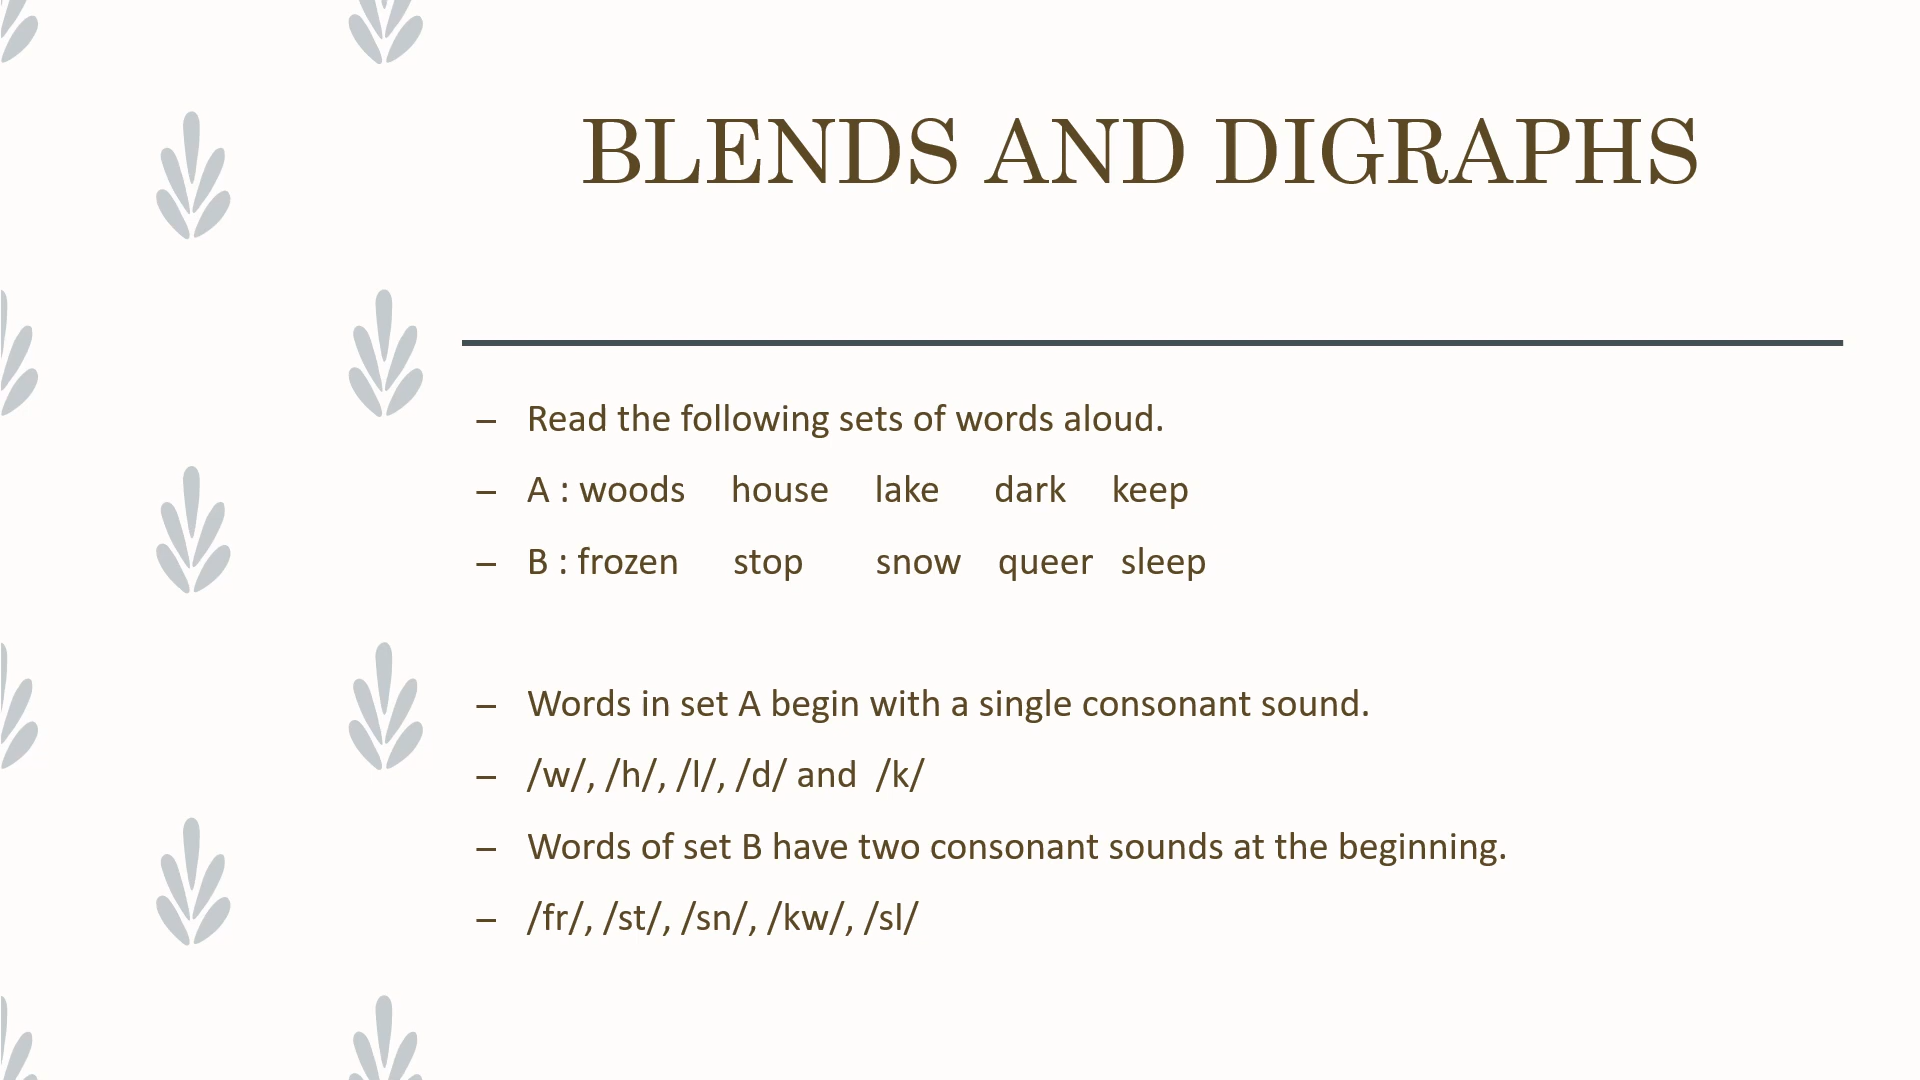 BLENDS AND DIGRAPHS
– Read the following sets of words aloud.
– A : woods house lake dark keep
– B : frozen stop snow queer sleep
– Words in set A begin with a single consonant sound.
– /w/, /h/, /l/, /d/ and /k/
– Words of set B have two consonant sounds at the beginning.
– /fr/, /st/, /sn/, /kw/, /sl/